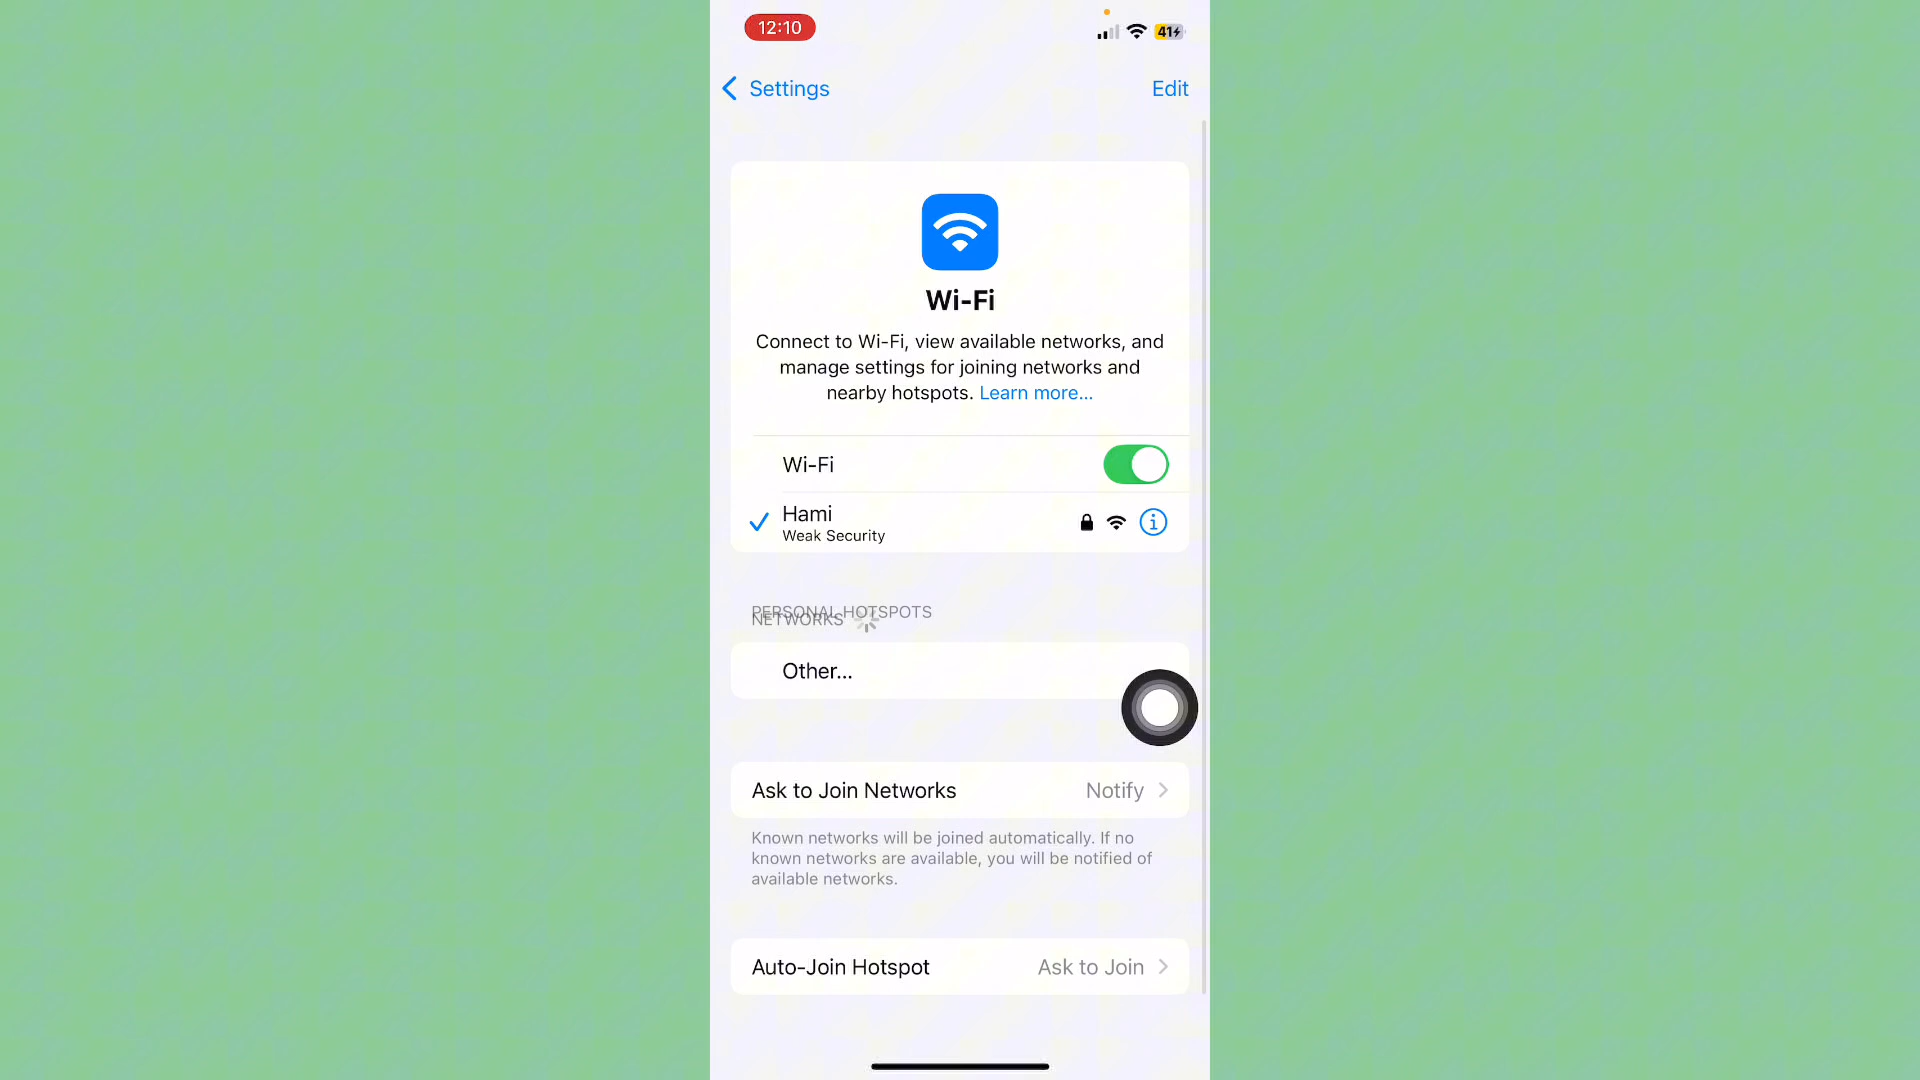 12:10
41
Settings
Edit
Wi-Fi
Connect to Wi-Fi, view available networks, and
manage settings for joining networks and
nearby hotspots. Learn more...
Wi-Fi
Hami
Weak Security
PERSONAL HOTSPOTS
NETWORKS
Other...
Ask to Join Networks
Notify
Known networks will be joined automatically. If no
known networks are available, you will be notified of
available networks.
Auto-Join Hotspot
Ask to Join